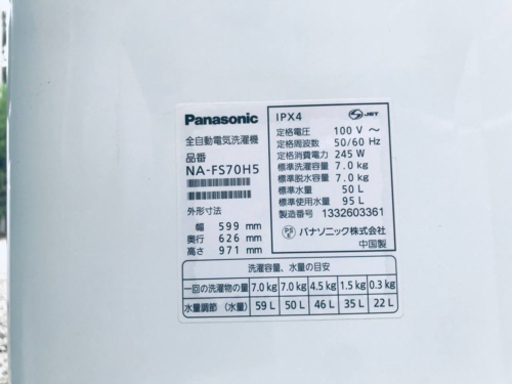 Panasonic
全自動電気洗濯機
品番
NA-FS70H5
外形寸法
幅 599 mm
奥行 626 mm
高さ 971 mm
IPX4
JET
定格電圧 100 V ～
定格周波数 50/60 Hz
定格消費電力 245 W
標準洗濯容量 7.0 kg
標準脱水容量 7.0 kg
標準水量 50 L
標準使用水量 95 L
製造番号 1332603361
PS E パナソニック株式会社
中国製
洗濯容量、水量の目安
一回の洗濯物の量 7.0 kg 7.0 kg 4.5 kg 1.5 kg 0.3 kg
水量調節（水量） 59 L 50 L 46 L 35 L 22 L